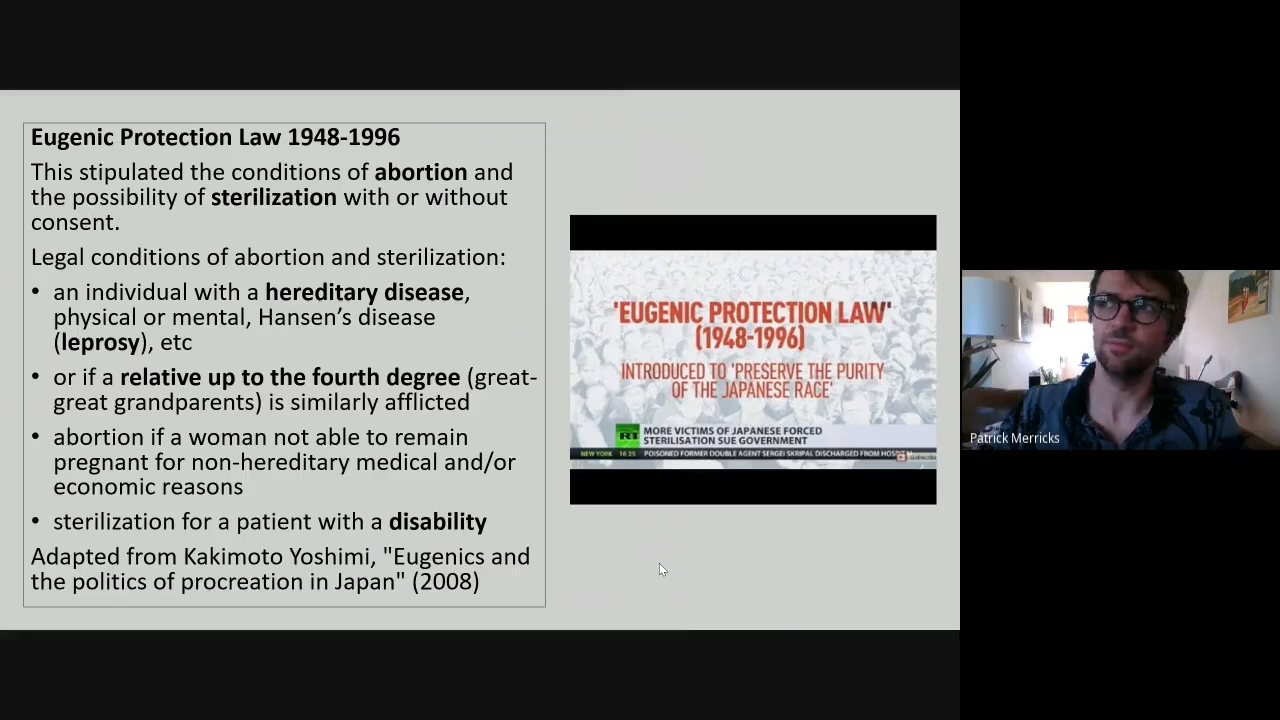 Eugenic Protection Law 1948-1996
This stipulated the conditions of abortion and
the possibility of sterilization with or without
consent.
Legal conditions of abortion and sterilization:
• an individual with a hereditary disease,
physical or mental, Hansen’s disease
(leprosy), etc
• or if a relative up to the fourth degree (great-
great grandparents) is similarly afflicted
• abortion if a woman not able to remain
pregnant for non-hereditary medical and/or
economic reasons
• sterilization for a patient with a disability
Adapted from Kakimoto Yoshimi, "Eugenics and
the politics of procreation in Japan" (2008)
'EUGENIC PROTECTION LAW'
(1948-1996)
INTRODUCED TO 'PRESERVE THE PURITY
OF THE JAPANESE RACE'
RT
MORE VICTIMS OF JAPANESE FORCED
STERILISATION SUE GOVERNMENT
NEW YORK 16:25 POISONED FORMER DOUBLE AGENT SERGEI SKRIPAL DISCHARGED FROM
Patrick Merricks